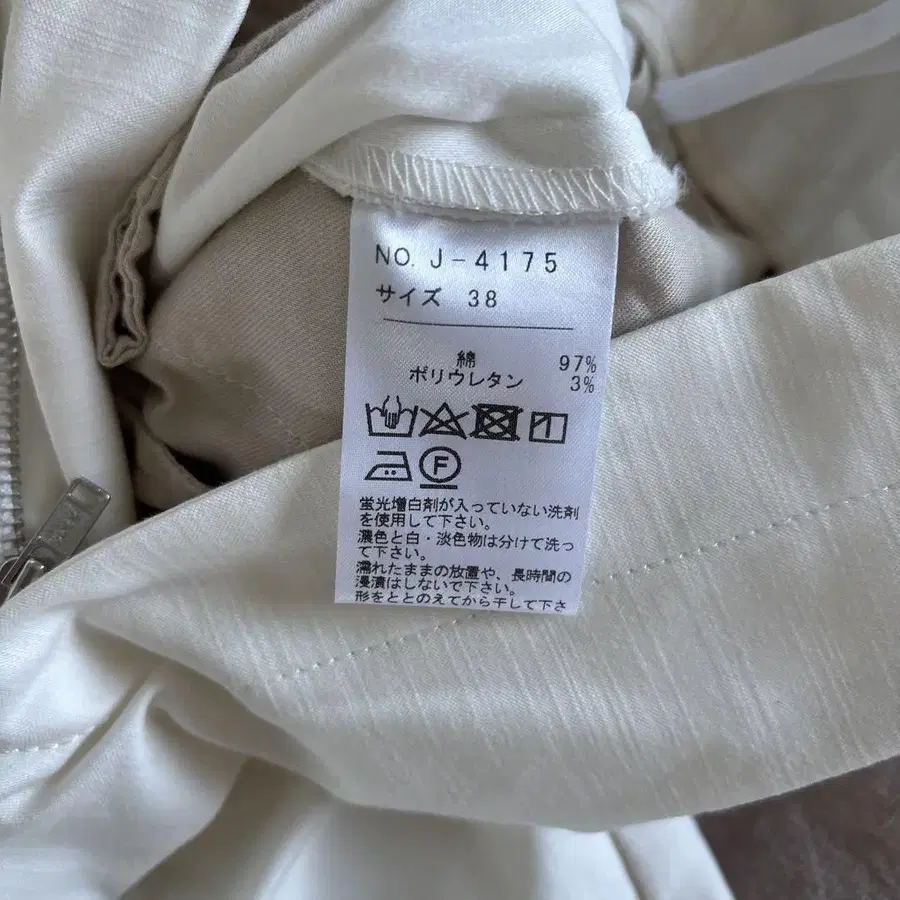 NO. J-4175
サイズ 38
綿 97%
ポリウレタン 3%
F
蛍光増白剤が入っていない洗剤
を使用して下さい。
濃色と白・淡色物は分けて洗っ
て下さい。
濡れたままの放置や、長時間の
浸漬はしないで下さい。
形をととのえてから干して下さ